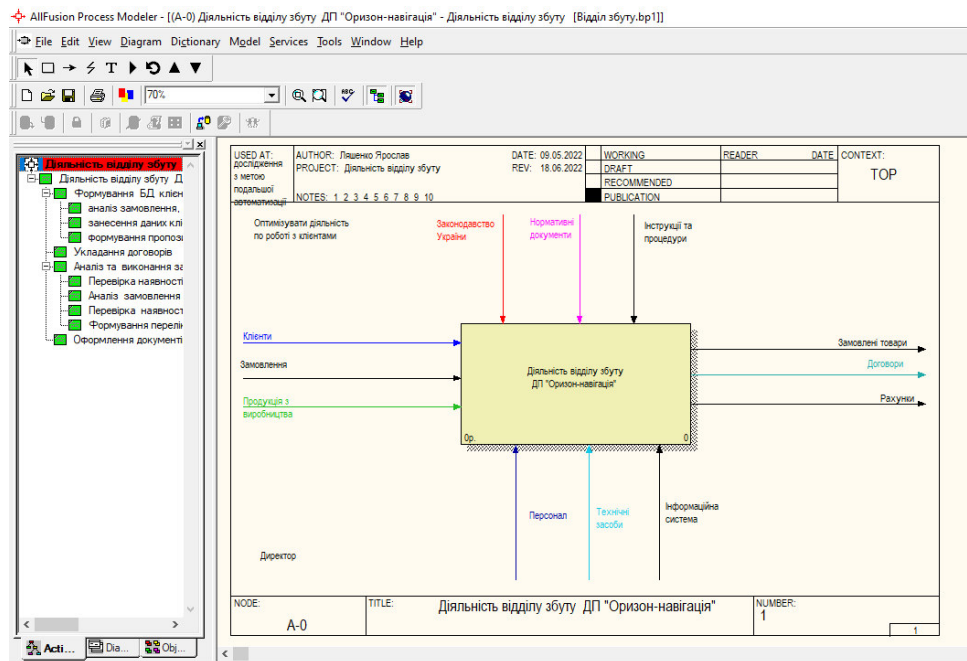 AllFusion Process Modeler - [(A-0) Діяльність відділу збуту ДП "Оризон-навігація" - Діяльність відділу збуту [Відділ збуту.bp1]]
File Edit View Diagram Dictionary Model Services Tools Window Help
T
70%
ABC
Діяльність відділу збуту
Діяльність відділу збуту Д
Формування БД клієн
аналіз замовлення,
занесення даних клі
формування пропоз
Укладання договорів
Аналіз та виконання за
Перевірка наявності
Аналіз замовлення
Перевірка наявност
Формування перелі
Оформлення документі
Acti...
Dia...
Obj...
USED AT:
дослідження
з метою
подальшої
автоматизації
AUTHOR: Ляшенко Ярослав
PROJECT: Діяльність відділу збуту
NOTES: 1 2 3 4 5 6 7 8 9 10
DATE: 09.05.2022
REV: 18.06.2022
WORKING
DRAFT
RECOMMENDED
PUBLICATION
READER
DATE
CONTEXT:
TOP
Оптимізувати діяльність
по роботі з клієнтами
Законодавство
України
Нормативні
документи
Інструкції та
процедури
Клієнти
Замовлення
Продукція з
виробництва
Діяльність відділу збуту
ДП "Оризон-навігація"
0р.
0
Замовлені товари
Договори
Рахунки
Персонал
Технічні
засоби
Інформаційна
система
Директор
NODE:
A-0
TITLE:
Діяльність відділу збуту ДП "Оризон-навігація"
NUMBER:
1
1